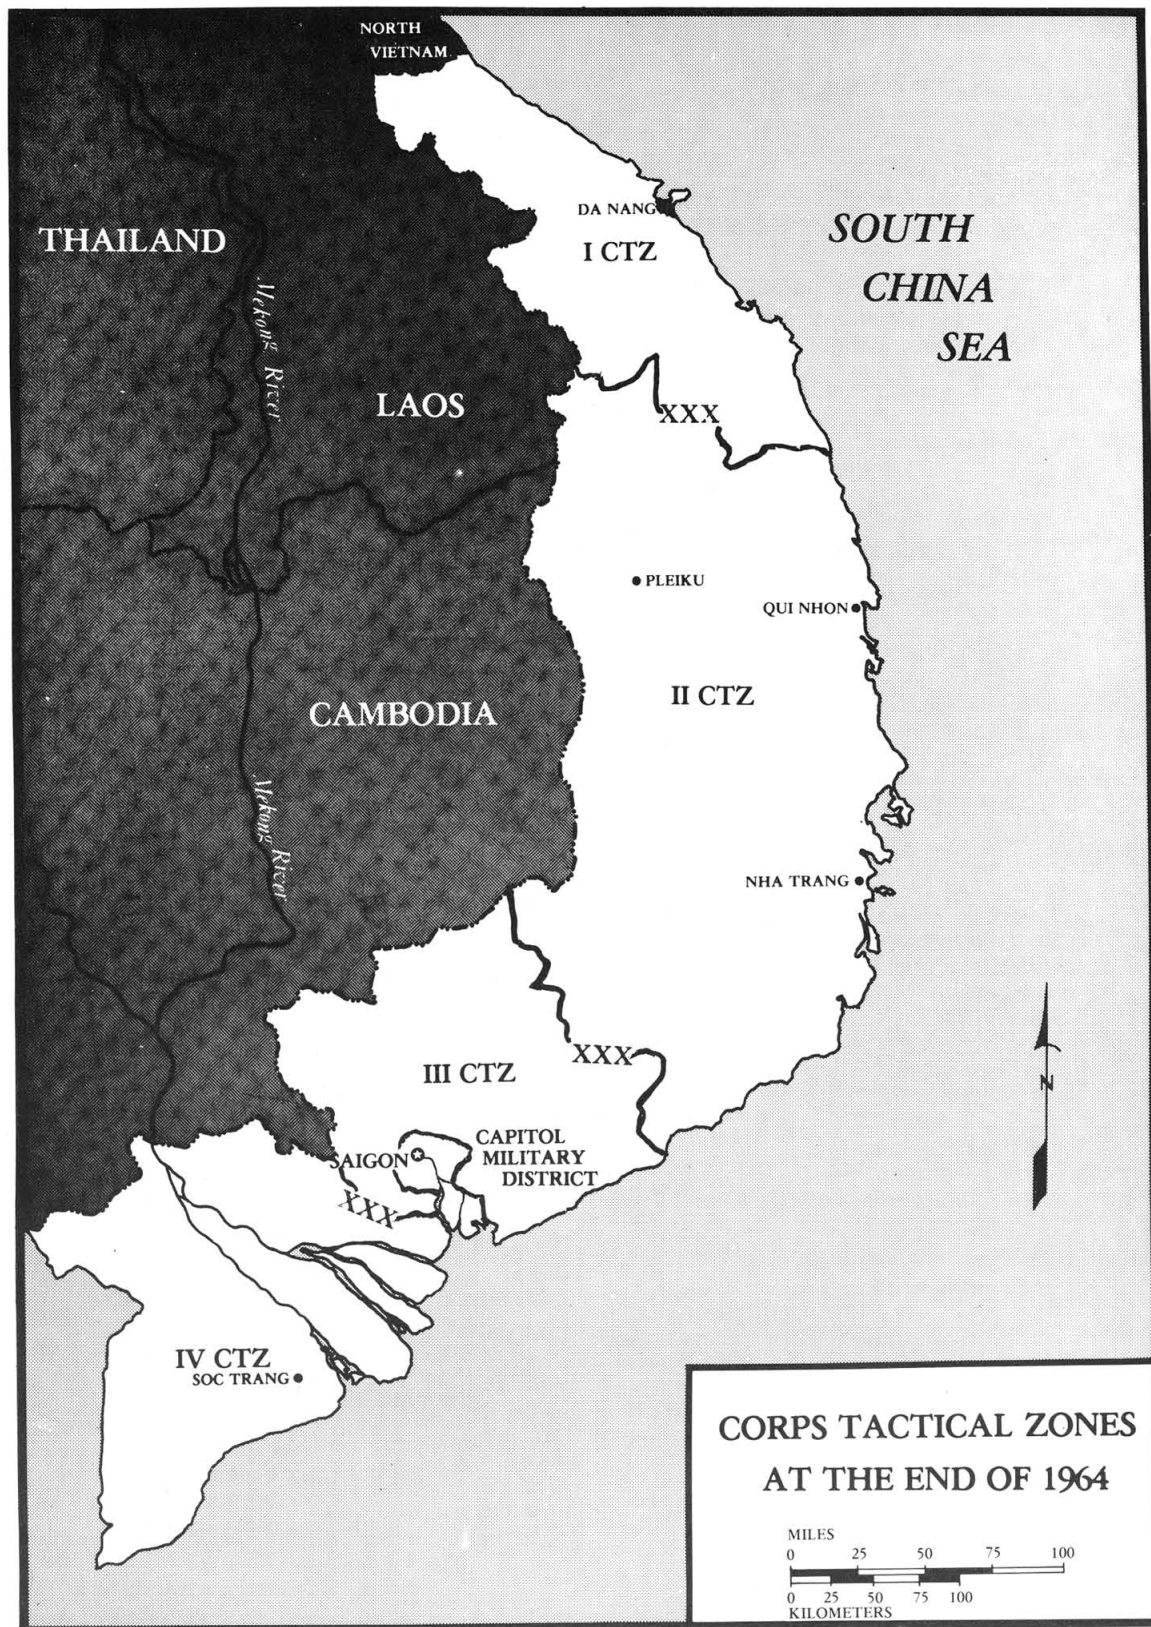 NORTH
VIETNAM
THAILAND
DA NANG
I CTZ
SOUTH
CHINA
SEA
Mekong River
LAOS
XXX
PLEIKU
QUI NHON
II CTZ
CAMBODIA
Mekong River
NHA TRANG
XXX
III CTZ
N
CAPITOL
MILITARY
DISTRICT
SAIGON
XXX
IV CTZ
SOC TRANG
CORPS TACTICAL ZONES
AT THE END OF 1964
MILES
0 25 50 75 100
0 25 50 75 100
KILOMETERS